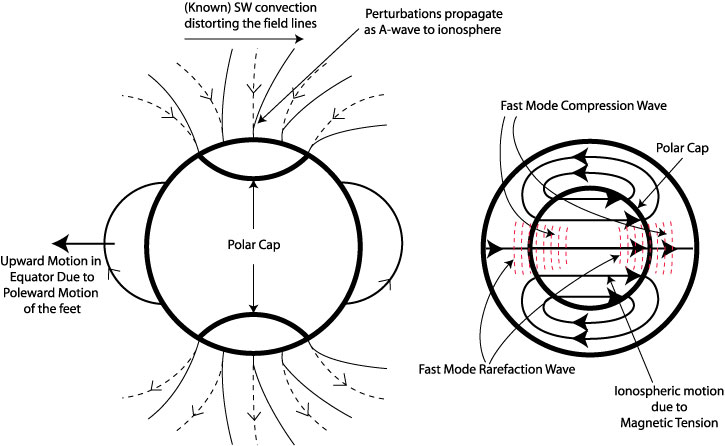 (Known) SW convection
distorting the field lines
Perturbations propagate
as A-wave to ionosphere
Polar Cap
Upward Motion in
Equator Due to
Poleward Motion
of the feet
Fast Mode Compression Wave
Polar Cap
Fast Mode Rarefaction Wave
Ionospheric motion
due to
Magnetic Tension